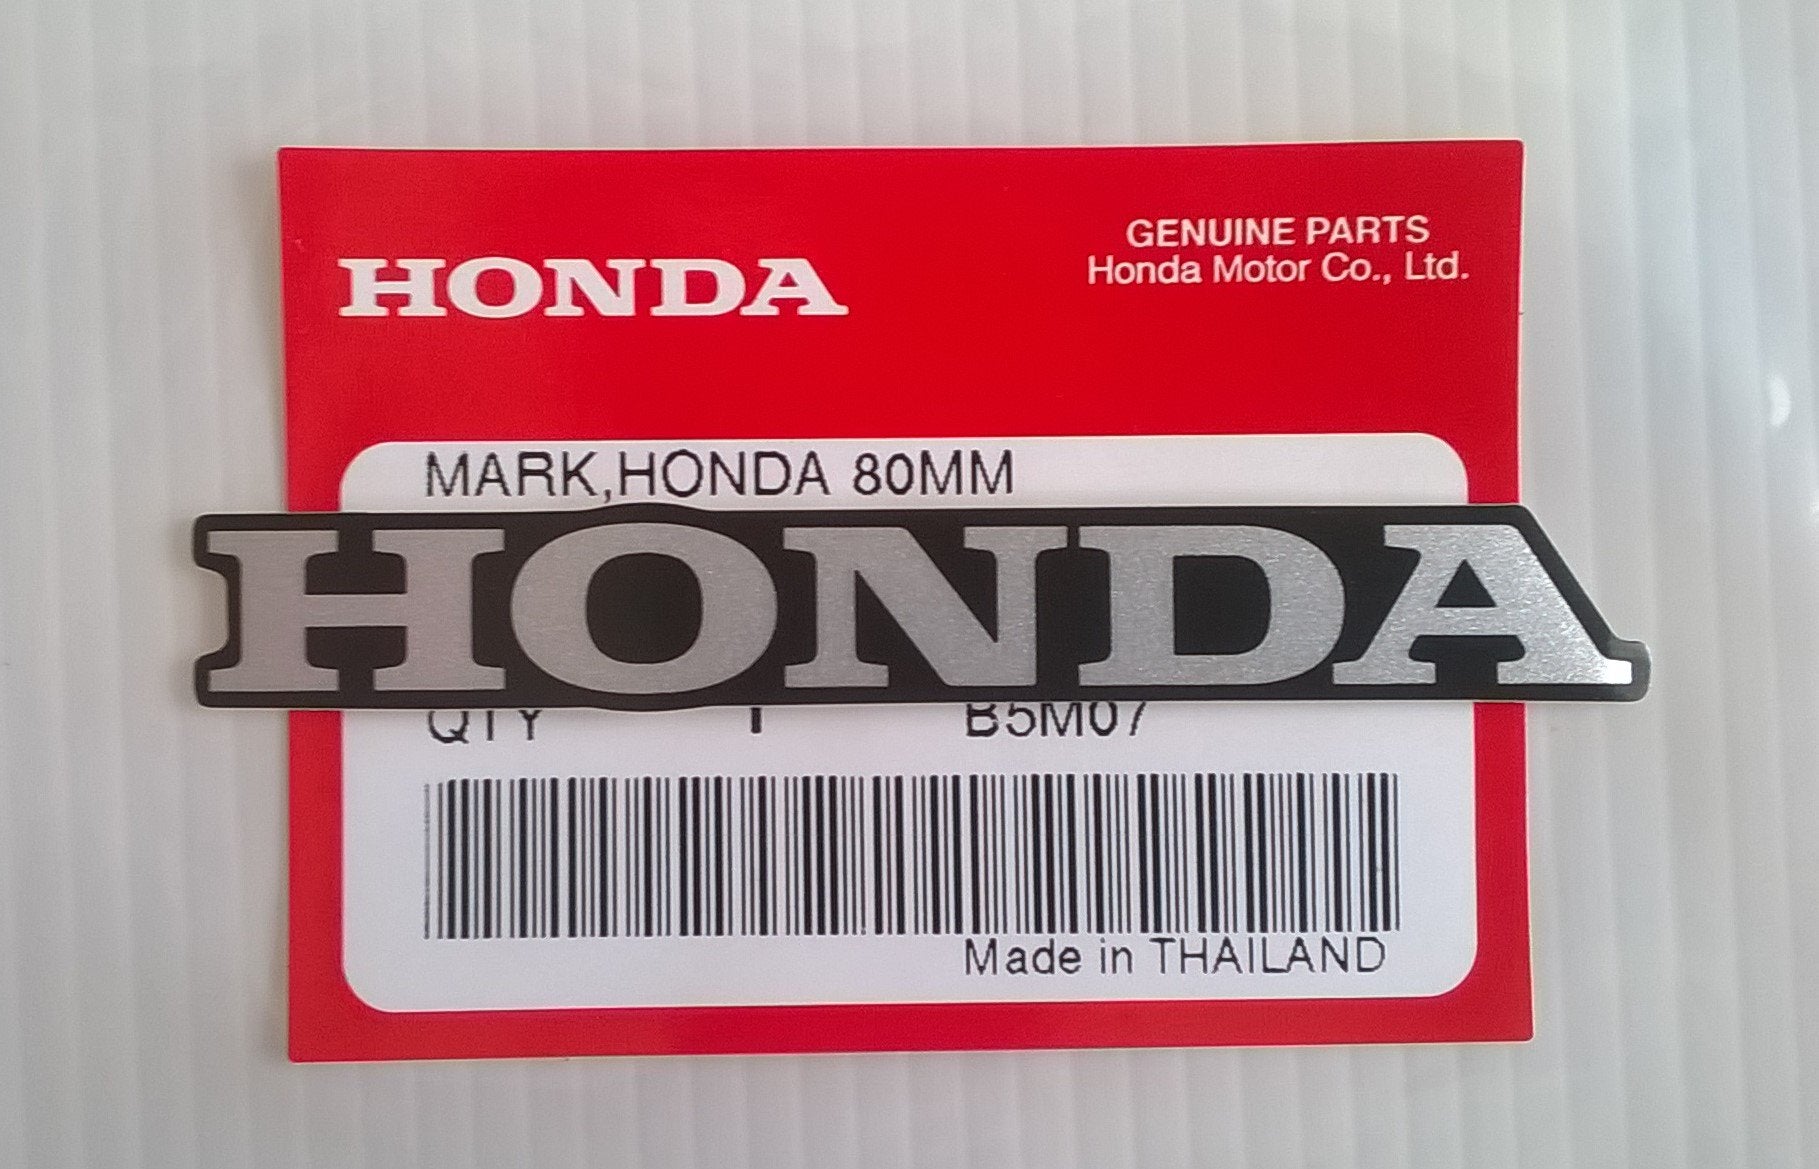 HONDA
GENUINE PARTS
Honda Motor Co., Ltd.
MARK,HONDA 80MM
HONDA
QTY 1 B5M07
Made in THAILAND